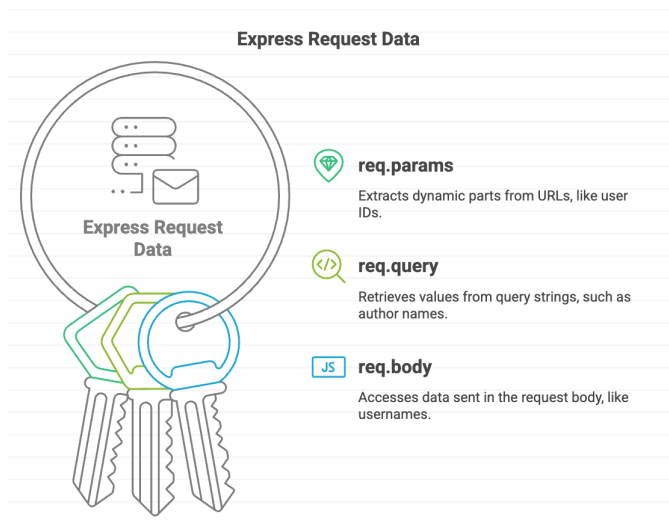 Express Request Data
Express Request
Data
req.params
Extracts dynamic parts from URLs, like user
IDs.
</>
req.query
Retrieves values from query strings, such as
author names.
JS
req.body
Accesses data sent in the request body, like
usernames.